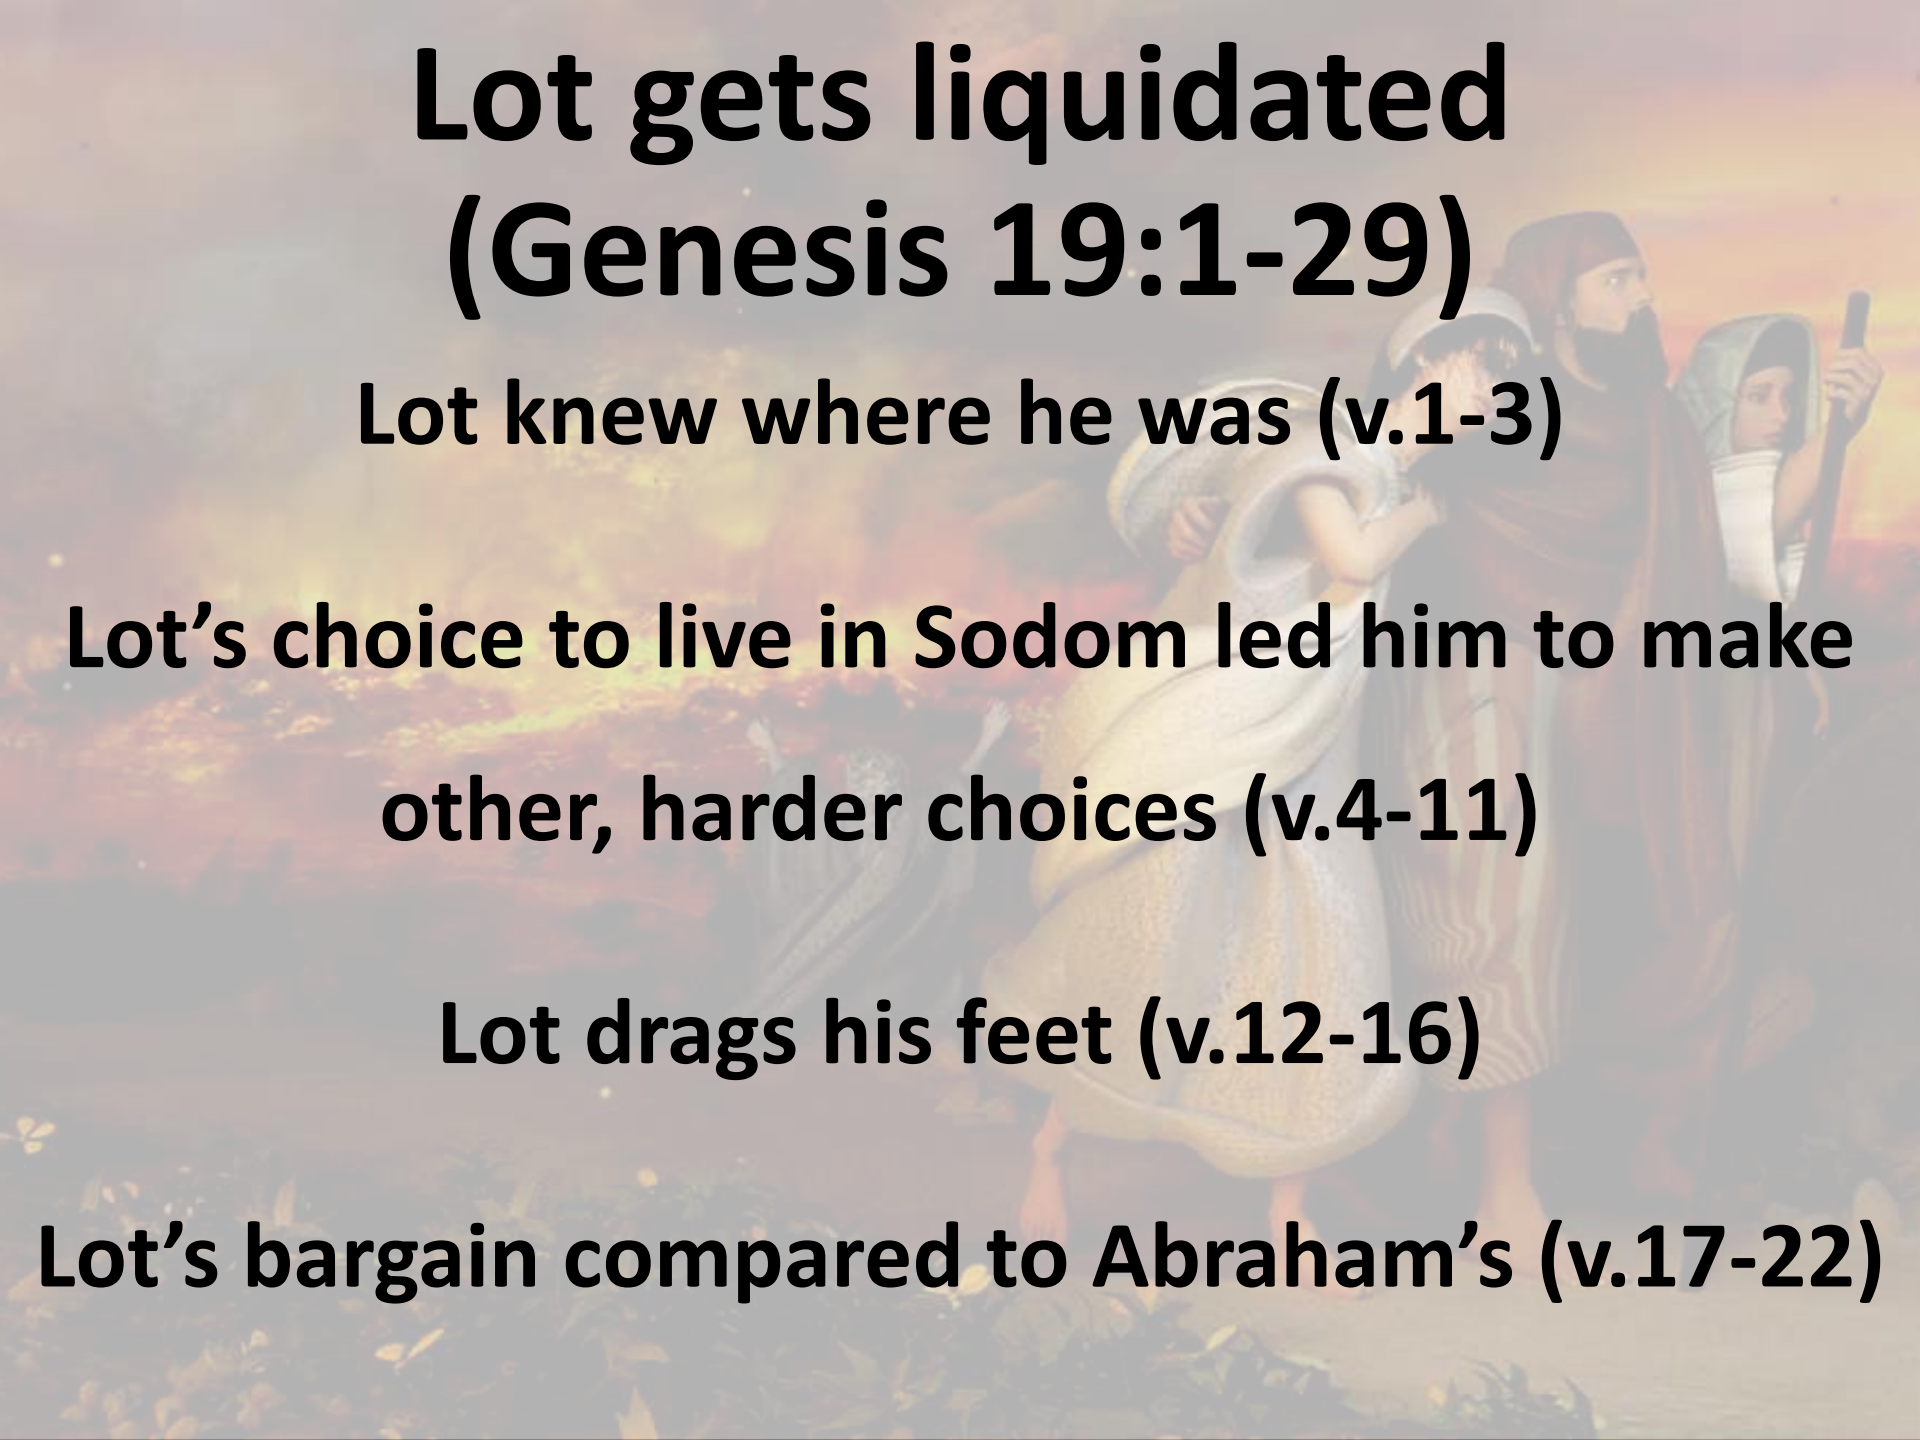 Lot gets liquidated
(Genesis 19:1-29)
Lot knew where he was (v.1-3)
Lot’s choice to live in Sodom led him to make
other, harder choices (v.4-11)
Lot drags his feet (v.12-16)
Lot’s bargain compared to Abraham’s (v.17-22)